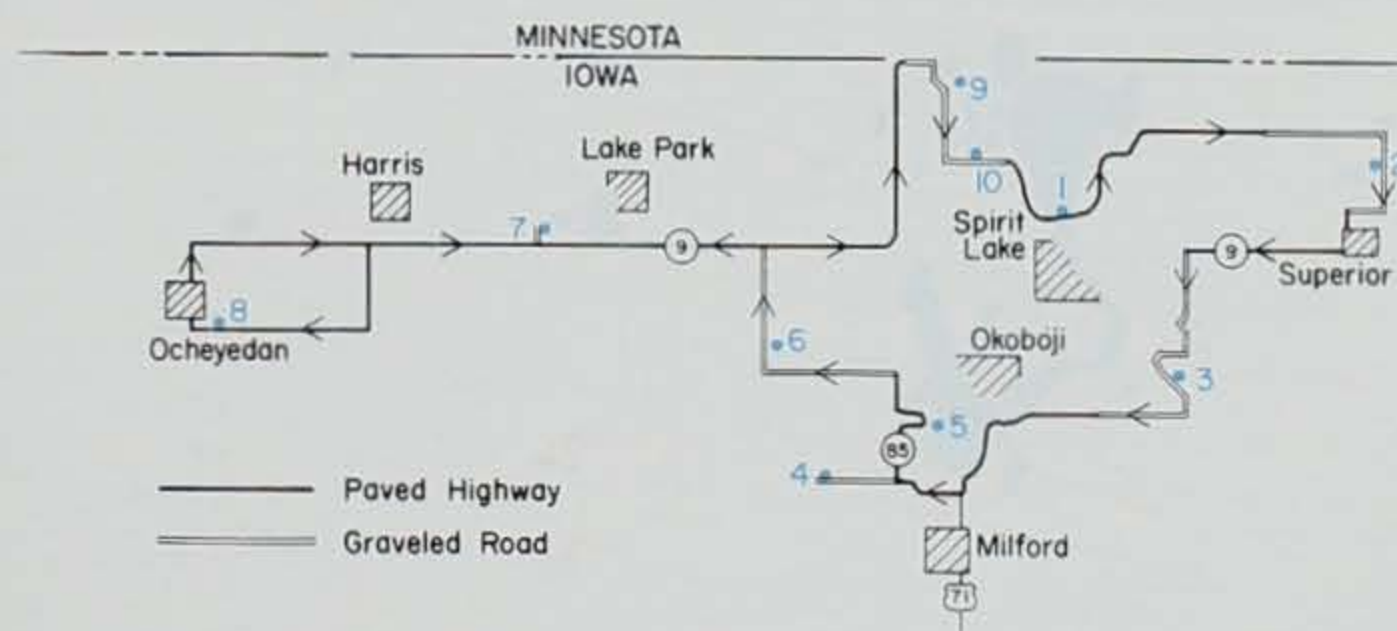 MINNESOTA
IOWA
9
Harris
Lake Park
10
1
2
7
9
Spirit
Lake
9
Superior
8
Ocheyedan
6
Okoboji
3
5
85
4
Paved Highway
Graveled Road
Milford
71